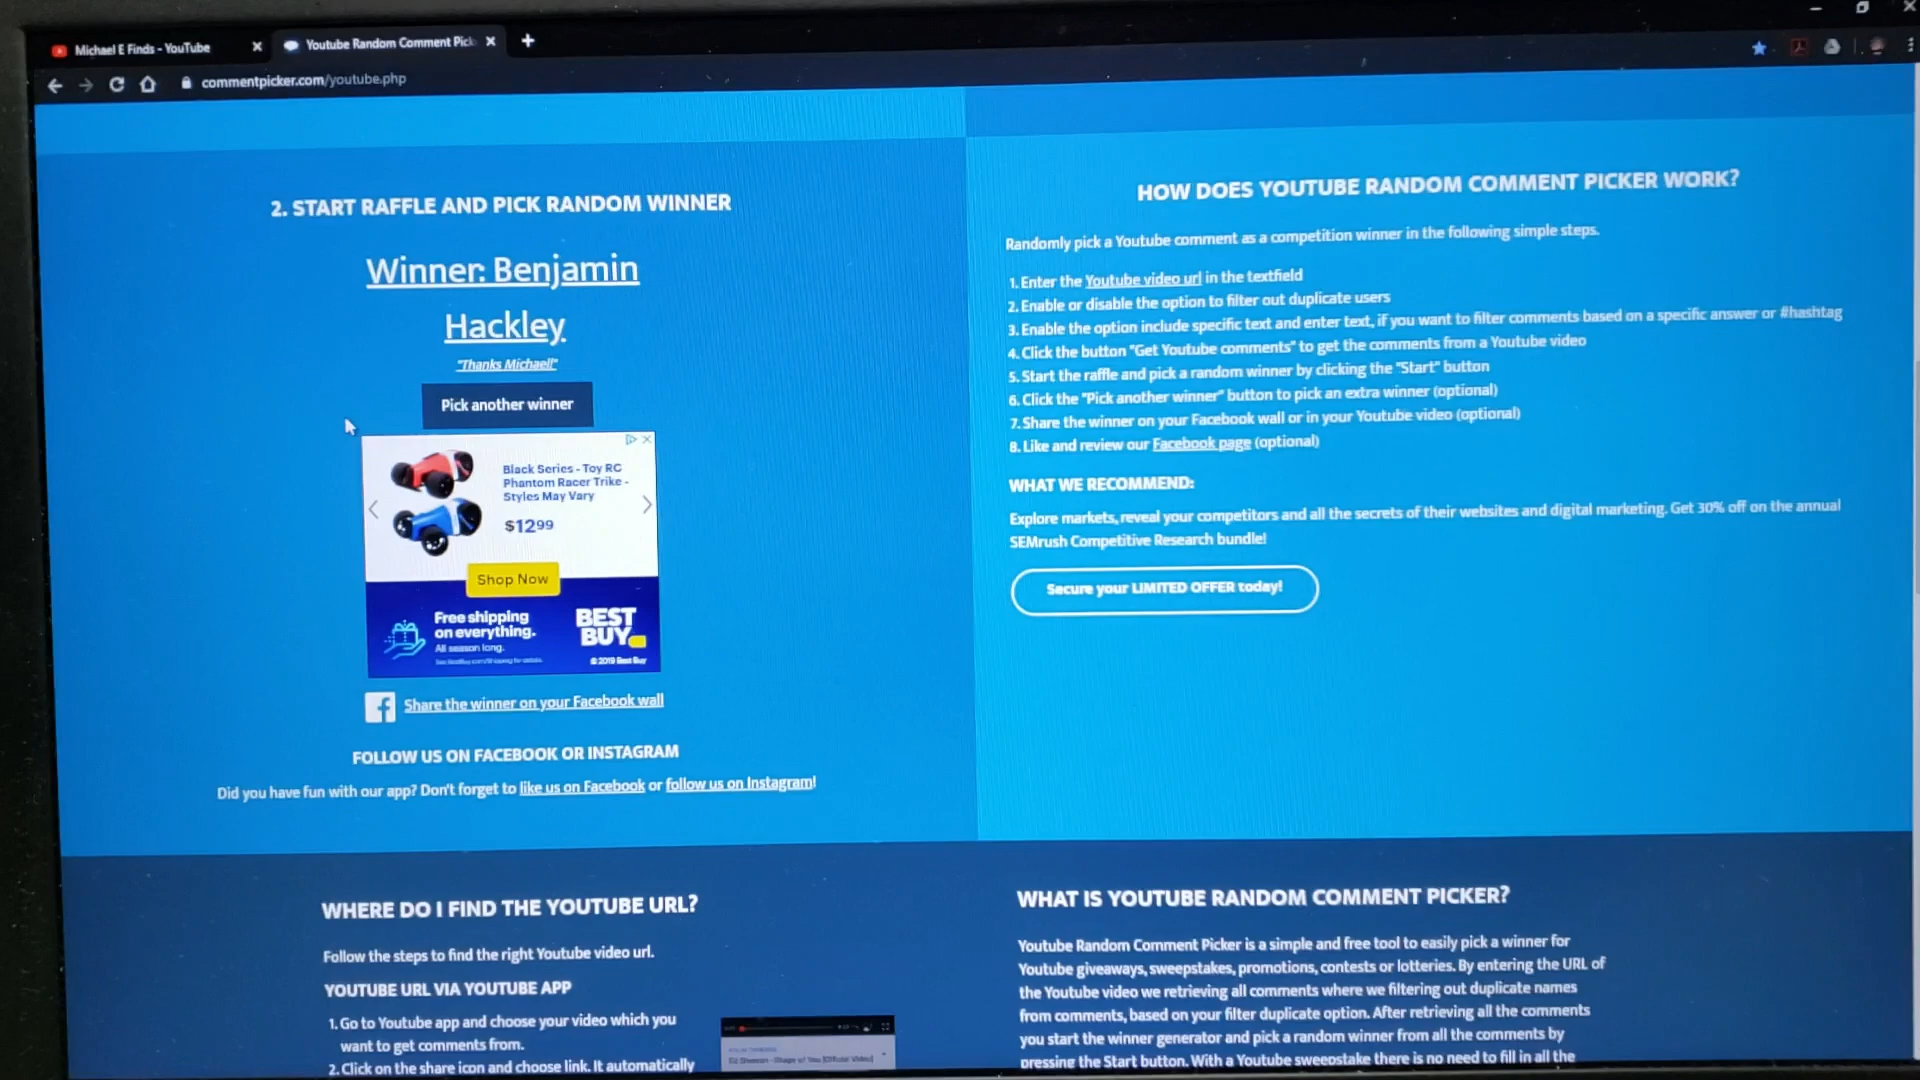 Michael E Finds - YouTube
Youtube Random Comment Pick
commentpicker.com/youtube.php
2. START RAFFLE AND PICK RANDOM WINNER
Winner: Benjamin
Hackley
"Thanks Michael!"
Pick another winner
Black Series - Toy RC
Phantom Racer Trike -
Styles May Vary
$12.99
Shop Now
Free shipping
on everything.
All season long.
BEST
BUY
© 2019 Best Buy
Share the winner on your Facebook wall
FOLLOW US ON FACEBOOK OR INSTAGRAM
Did you have fun with our app? Don't forget to like us on Facebook or follow us on Instagram!
HOW DOES YOUTUBE RANDOM COMMENT PICKER WORK?
Randomly pick a Youtube comment as a competition winner in the following simple steps.
1. Enter the Youtube video url in the textfield
2. Enable or disable the option to filter out duplicate users
3. Enable the option include specific text and enter text, if you want to filter comments based on a specific answer or #hashtag
4. Click the button "Get Youtube comments" to get the comments from a Youtube video
5. Start the raffle and pick a random winner by clicking the "Start" button
6. Click the "Pick another winner" button to pick an extra winner (optional)
7. Share the winner on your Facebook wall or in your Youtube video (optional)
8. Like and review our Facebook page (optional)
WHAT WE RECOMMEND:
Explore markets, reveal your competitors and all the secrets of their websites and digital marketing. Get 30% off on the annual
SEMrush Competitive Research bundle!
Secure your LIMITED OFFER today!
WHERE DO I FIND THE YOUTUBE URL?
Follow the steps to find the right Youtube video url.
YOUTUBE URL VIA YOUTUBE APP
1. Go to Youtube app and choose your video which you
want to get comments from.
2. Click on the share icon and choose link. It automatically
Ed Sheeran - Shape of You [Official Video]
WHAT IS YOUTUBE RANDOM COMMENT PICKER?
Youtube Random Comment Picker is a simple and free tool to easily pick a winner for
Youtube giveaways, sweepstakes, promotions, contests or lotteries. By entering the URL of
the Youtube video we retrieving all comments where we filtering out duplicate names
from comments, based on your filter duplicate option. After retrieving all the comments
you start the winner generator and pick a random winner from all the comments by
pressing the Start button. With a Youtube sweepstake there is no need to fill in all the